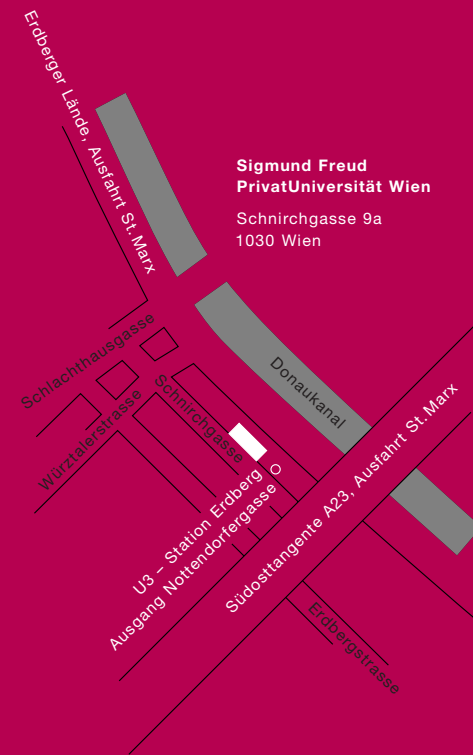 Erdberger Lände, Ausfahrt St. Marx
Sigmund Freud
PrivatUniversität Wien
Schnirchgasse 9a
1030 Wien
Schlachthausgasse
Würztalerstrasse
Schnirchgasse
Donaukanal
U3 – Station Erdberg
Ausgang Nottendorfergasse
Südosttangente A23, Ausfahrt St. Marx
Erdbergstrasse